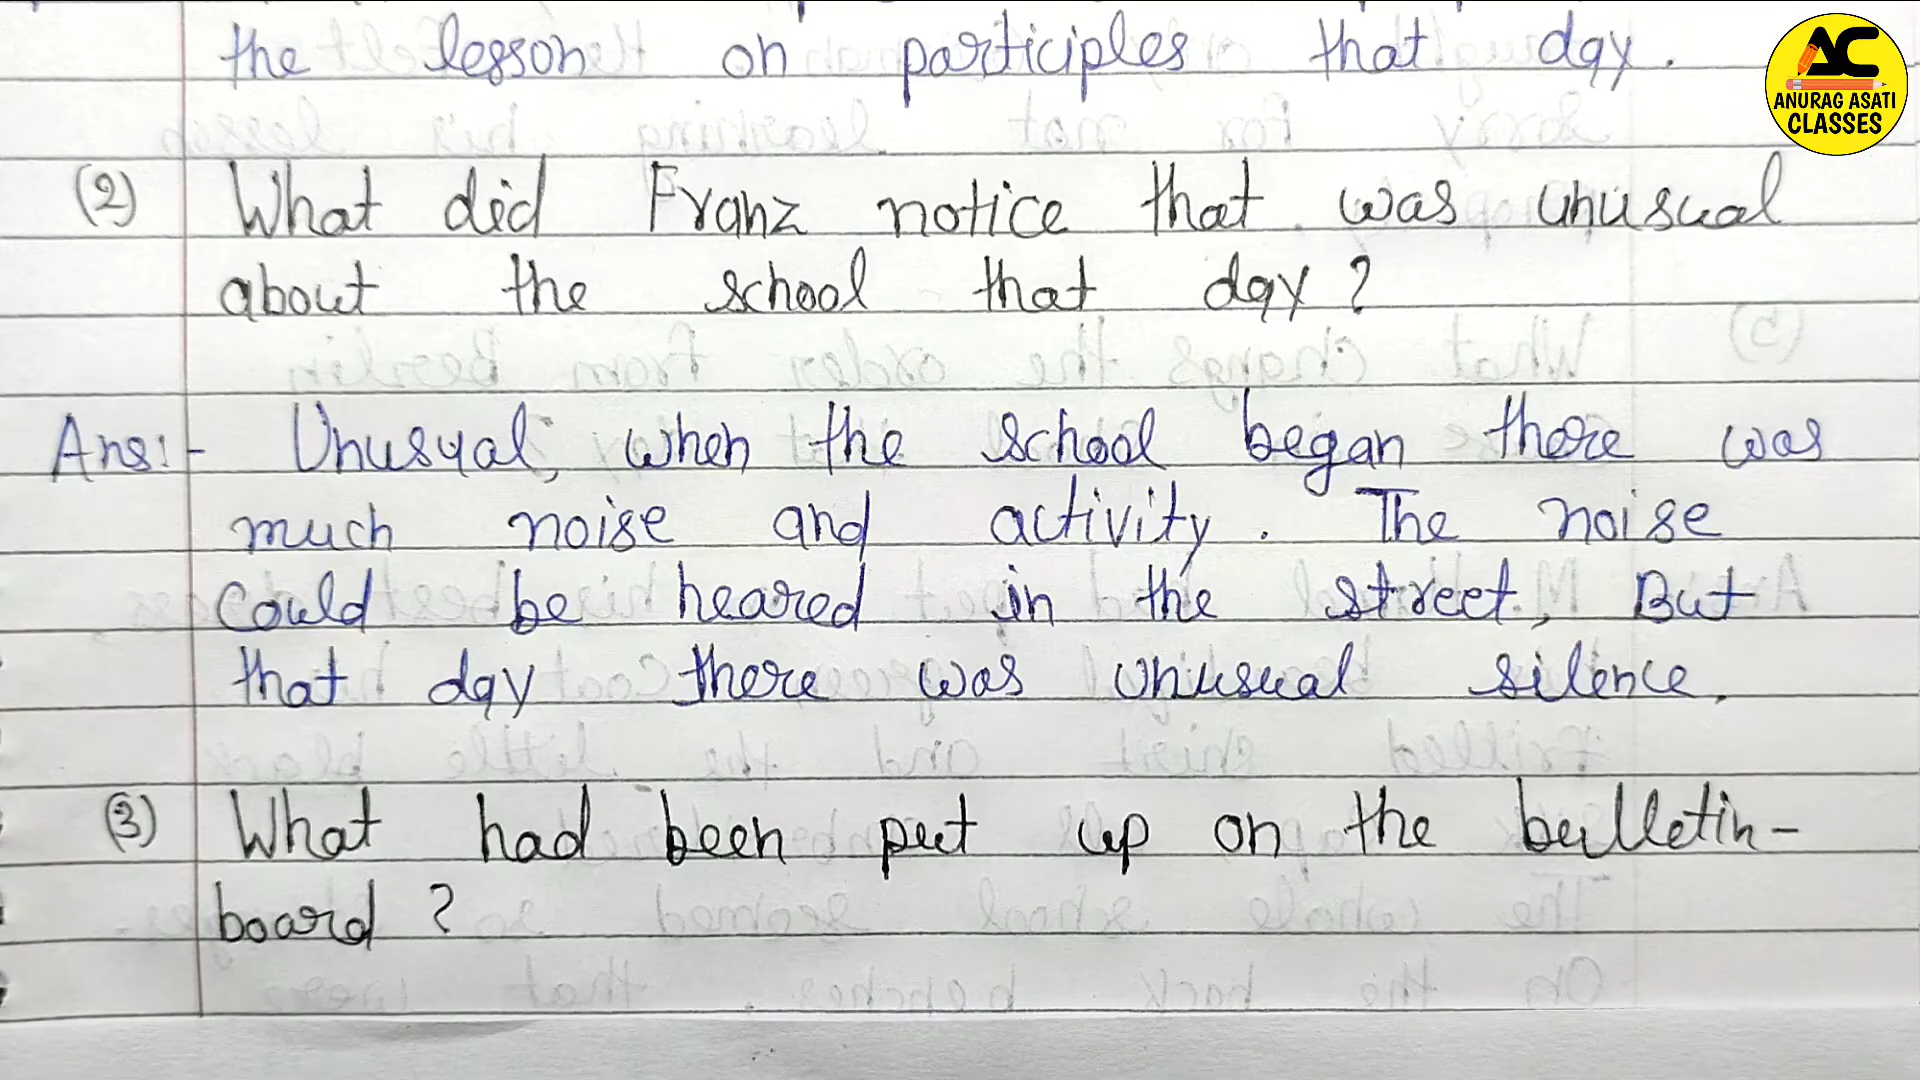 the lesson on participles that day.
ANURAG ASATI
CLASSES
(2) What did Franz notice that was unusual
about the school that day?
Ans:- Unusual, when the school began there was
much noise and activity. The noise
could be heared in the street, But
that day there was unusual silence.
(3) What had been put up on the bulletin-
board?